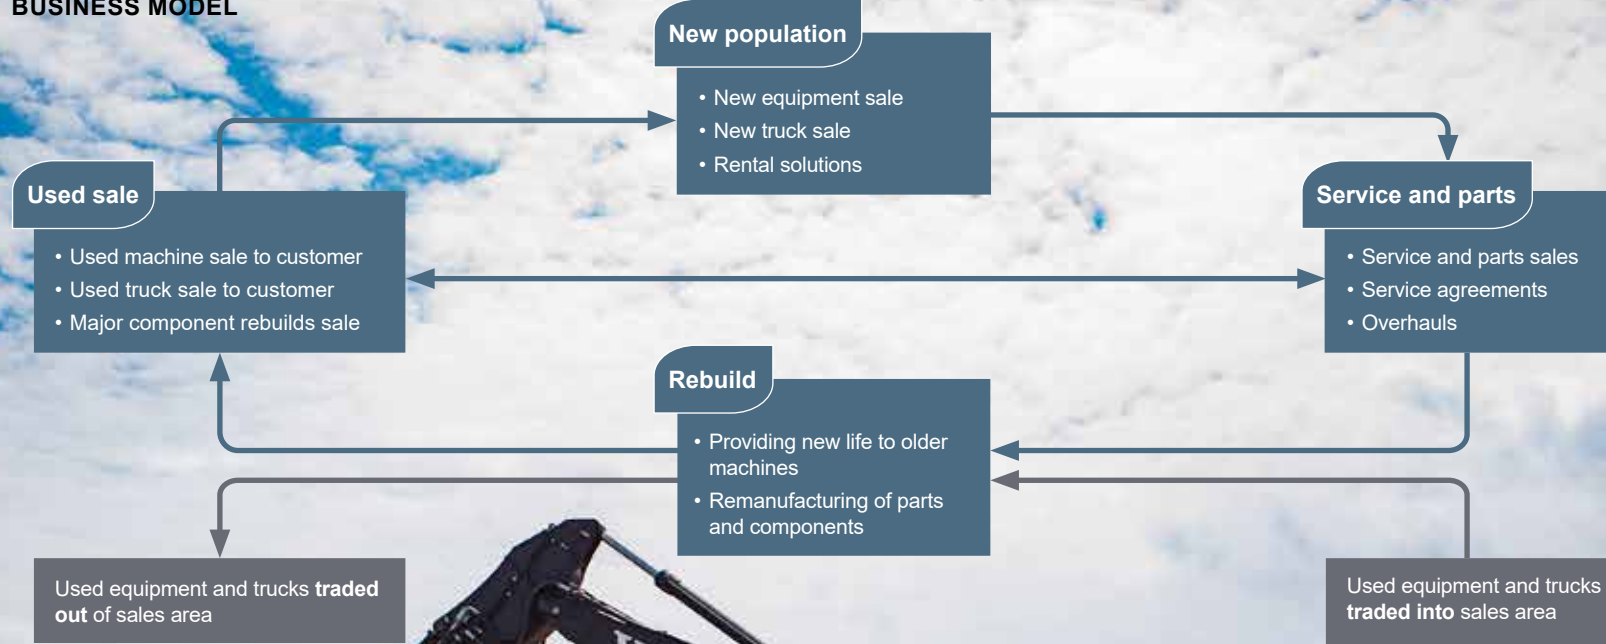 BUSINESS MODEL
New population
• New equipment sale
• New truck sale
• Rental solutions
Used sale
• Used machine sale to customer
• Used truck sale to customer
• Major component rebuilds sale
Service and parts
• Service and parts sales
• Service agreements
• Overhauls
Rebuild
• Providing new life to older
machines
• Remanufacturing of parts
and components
Used equipment and trucks traded
out of sales area
Used equipment and trucks
traded into sales area